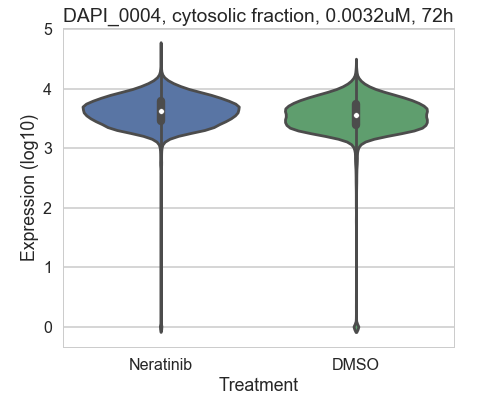 DAPI_0004, cytosolic fraction, 0.0032uM, 72h
5
4
3
2
1
0
Expression (log10)
Neratinib DMSO
Treatment